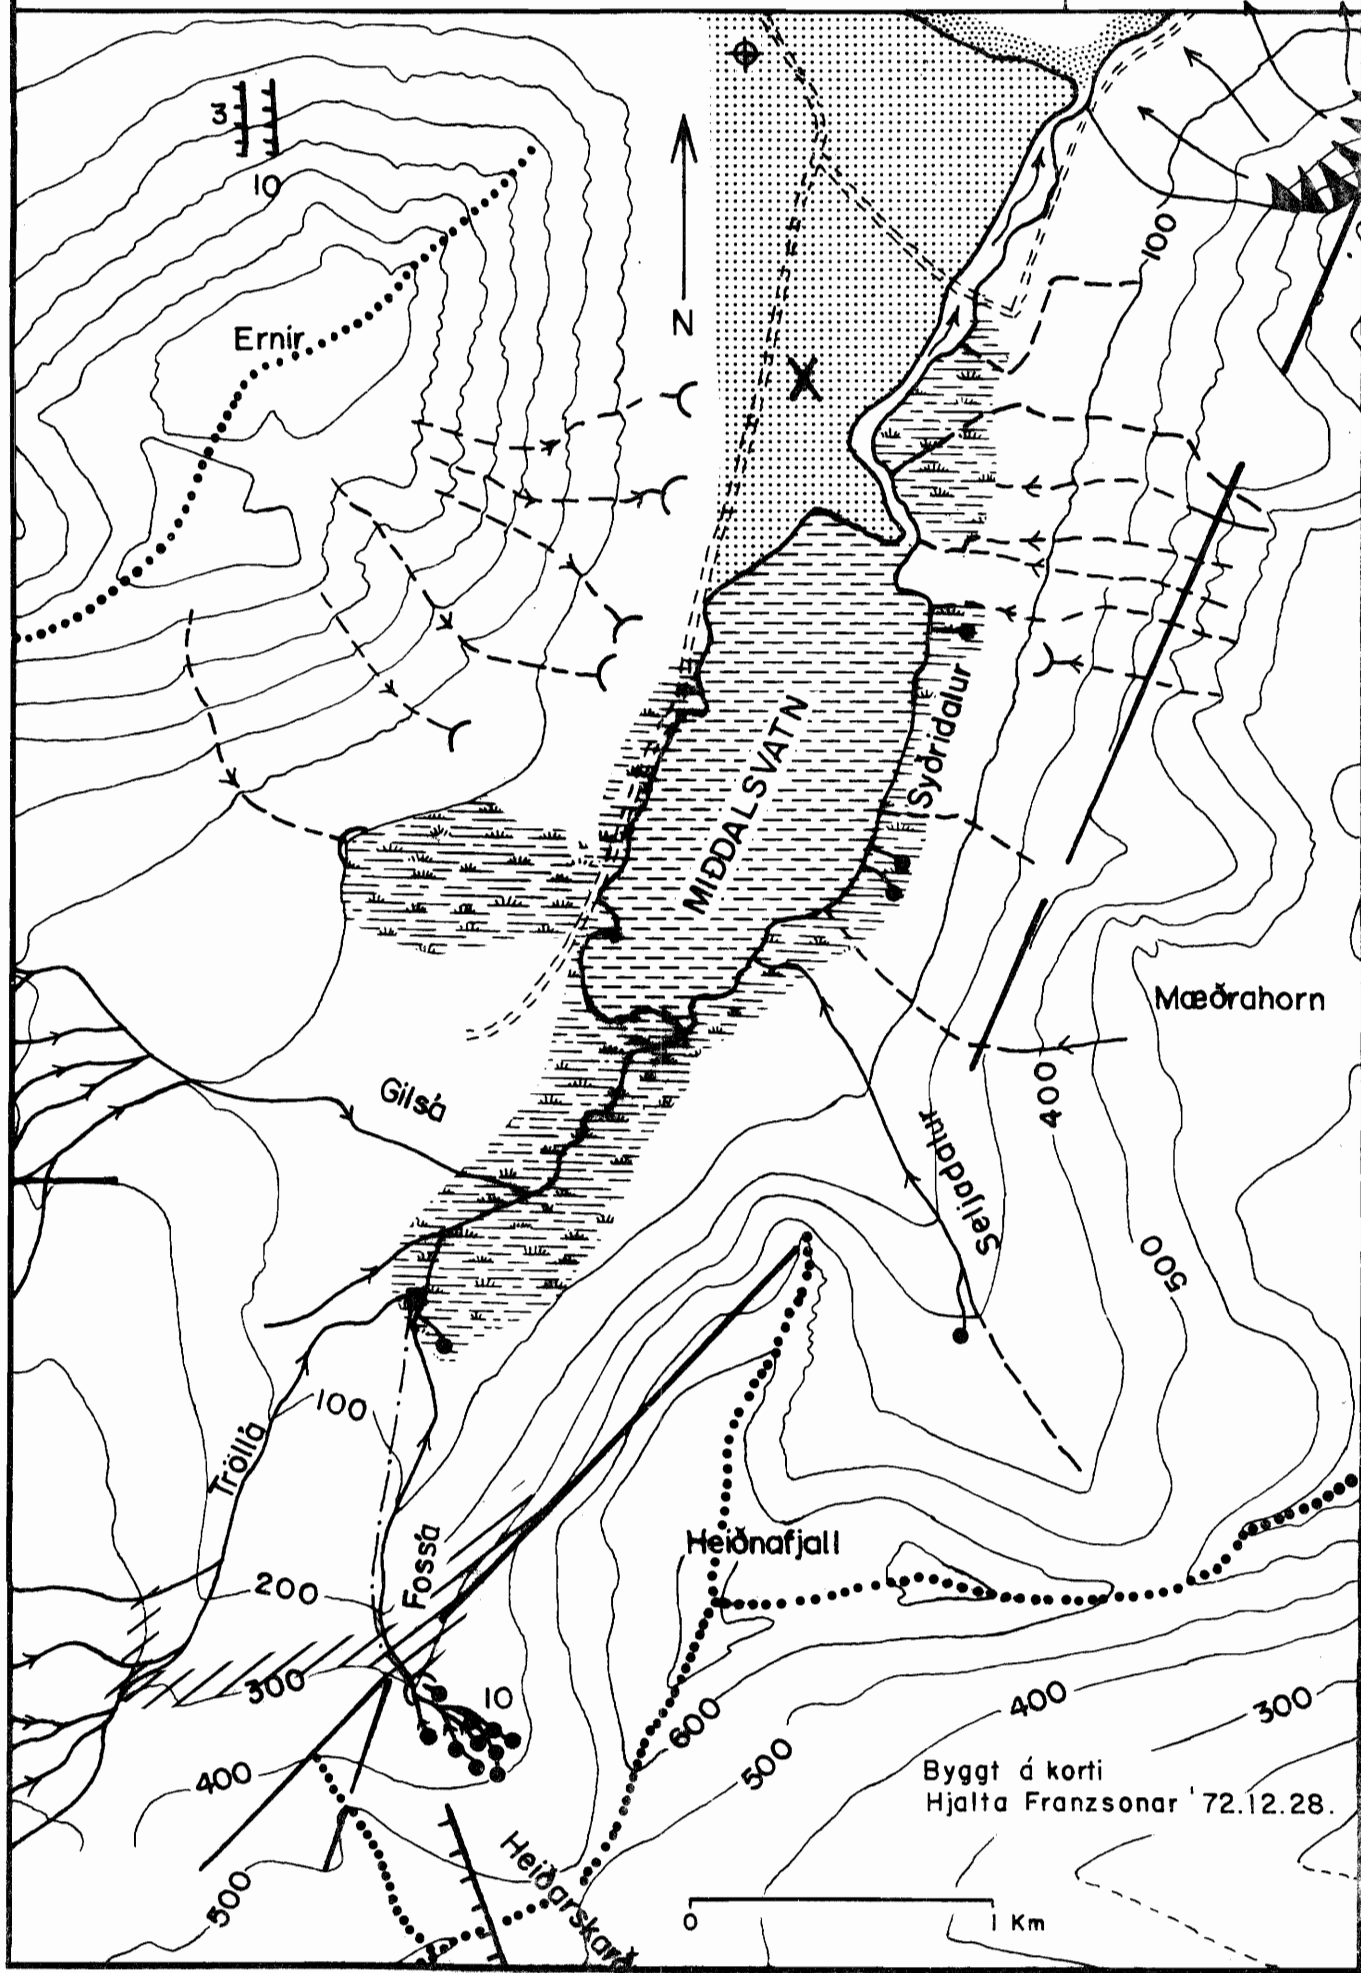 3
10
Ernir
N
100
MIÐDALSVATN
Syðridalur
Mæðrahorn
400
Gilsá
Seljadalur
500
100
Tröllá
Fossá
Heiðnafjall
200
300
10
600
400
300
400
500
Byggt á korti
Hjalta Franzsonar '72.12.28.
500
Heiðarskarð
0 1 Km